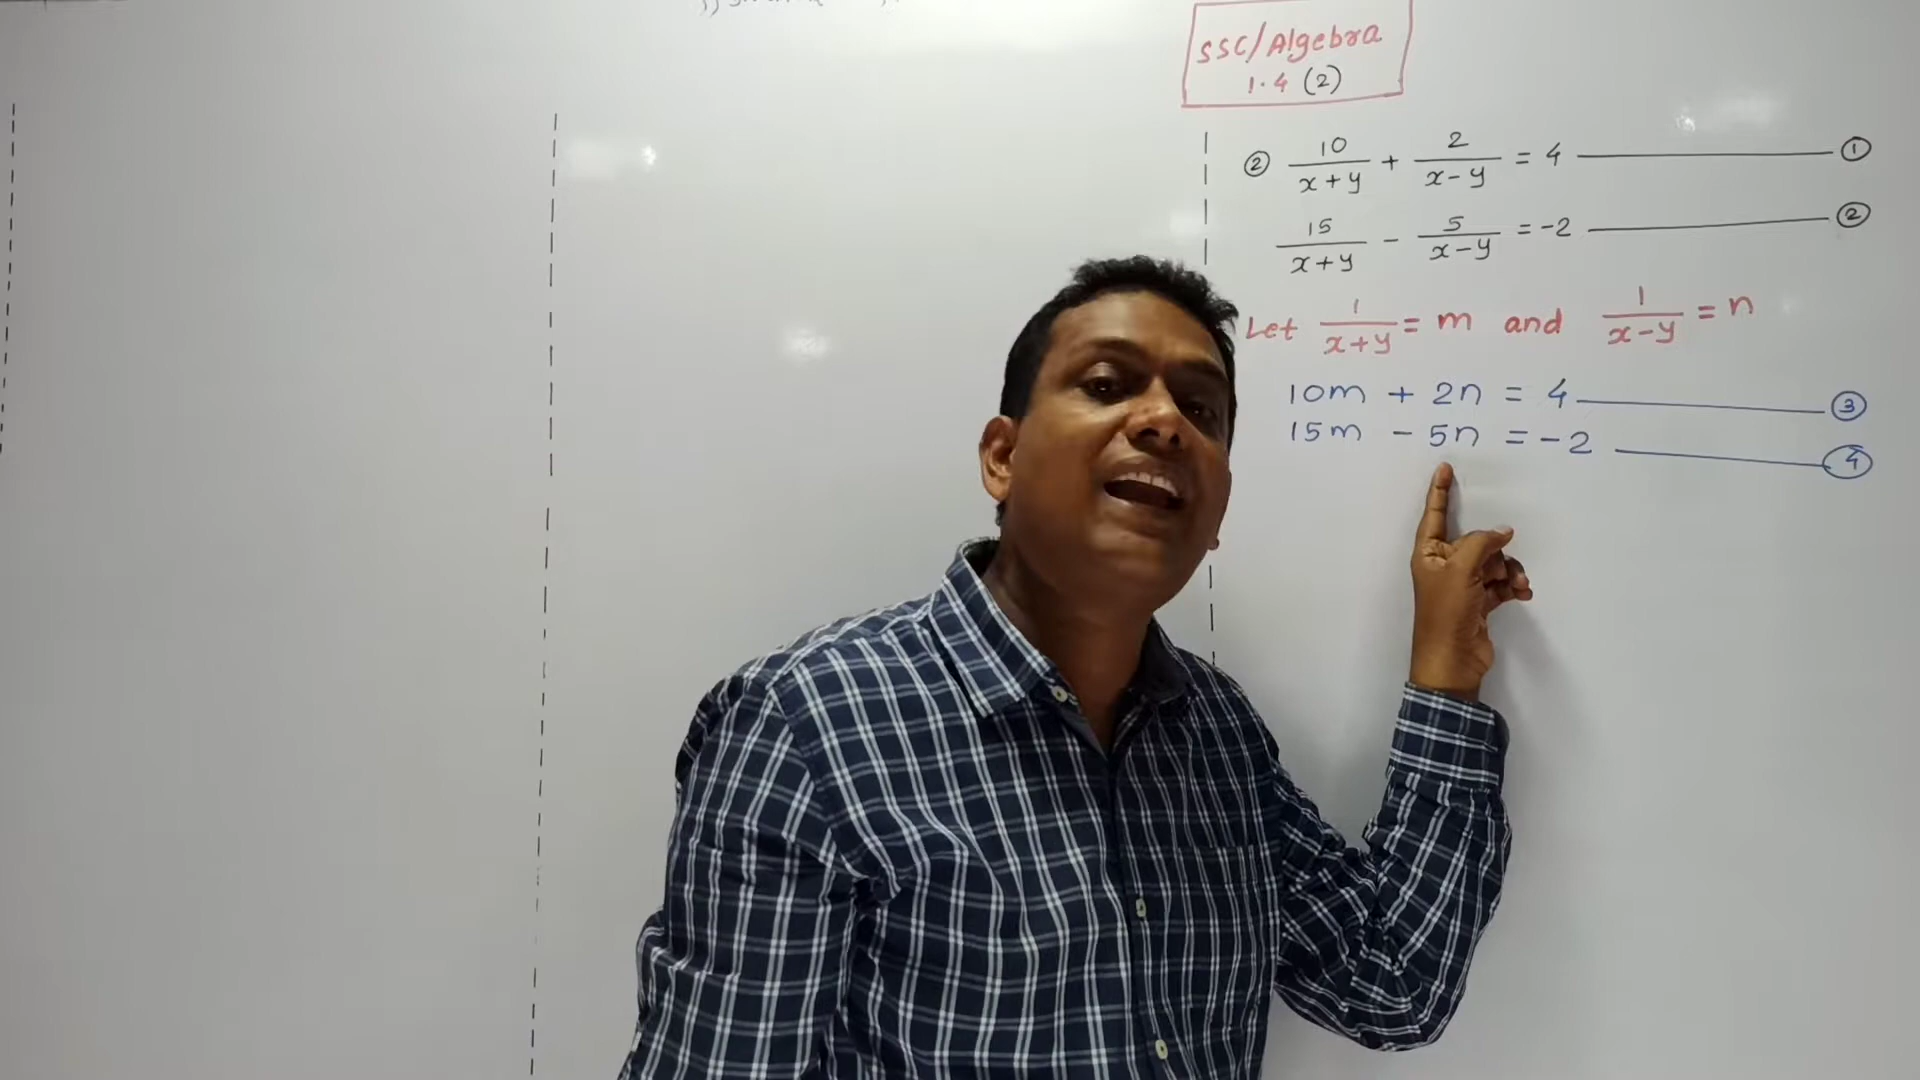 SSC/Algebra
1.4 (2)
② 10/(x+y) + 2/(x-y) = 4 ①
15/(x+y) - 5/(x-y) = -2 ②
Let 1/(x+y) = m and 1/(x-y) = n
10m + 2n = 4 ③
15m - 5n = -2 ④